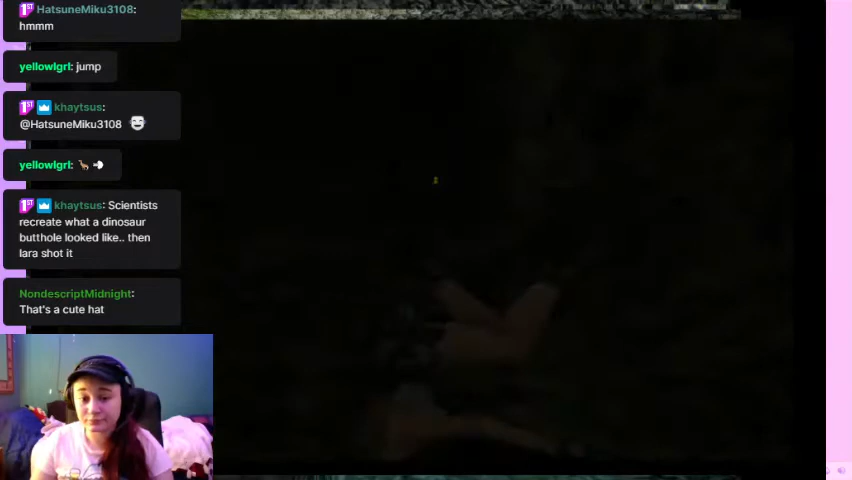 HatsuneMiku3108:
hmmm
yellowlgrl: jump
khaytsus:
@HatsuneMiku3108
yellowlgrl:
khaytsus: Scientists
recreate what a dinosaur
butthole looked like.. then
lara shot it
NondescriptMidnight:
That's a cute hat